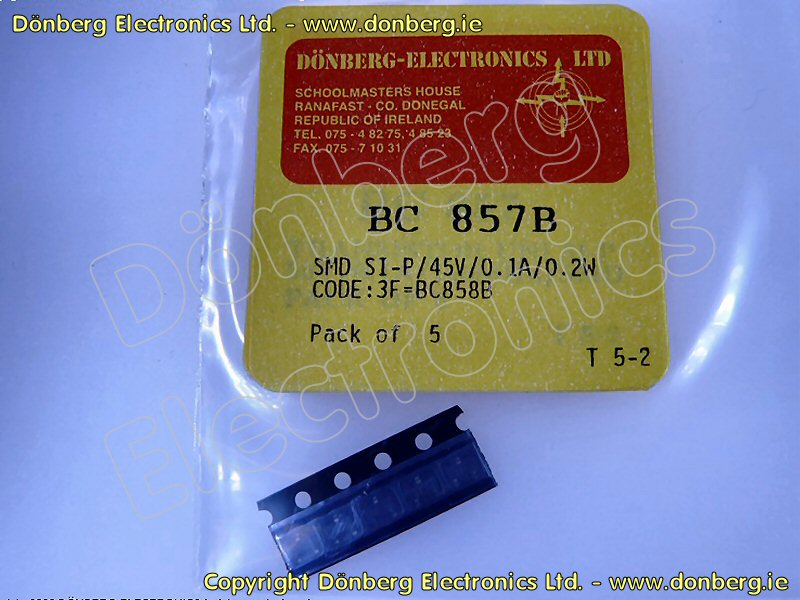 Dönberg Electronics Ltd. - www.donberg.ie
DÖNBERG-ELECTRONICS LTD
SCHOOLMASTER'S HOUSE
RANAFAST - CO. DONEGAL
REPUBLIC OF IRELAND
TEL. 075 - 4 82 75, 4 85 23
FAX. 075 - 7 10 31
BC 857B
SMD SI-P/45V/0.1A/0.2W
CODE:3F=BC858B
Pack of 5
T 5-2
Dönberg
Electronics
Copyright Dönberg Electronics Ltd. - www.donberg.ie